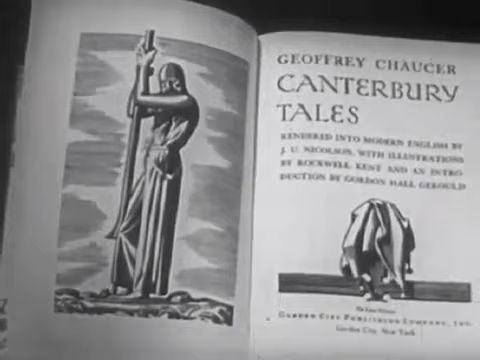 GEOFFREY CHAUCER
CANTERBURY
TALES
RENDERED INTO MODERN ENGLISH BY
J. U. NICOLSON, WITH ILLUSTRATIONS
BY ROCKWELL KENT AND AN INTRO
DUCTION BY GORDON HALL GEROULD
GARDEN CITY PUBLISHING COMPANY, INC.
Garden City, New York